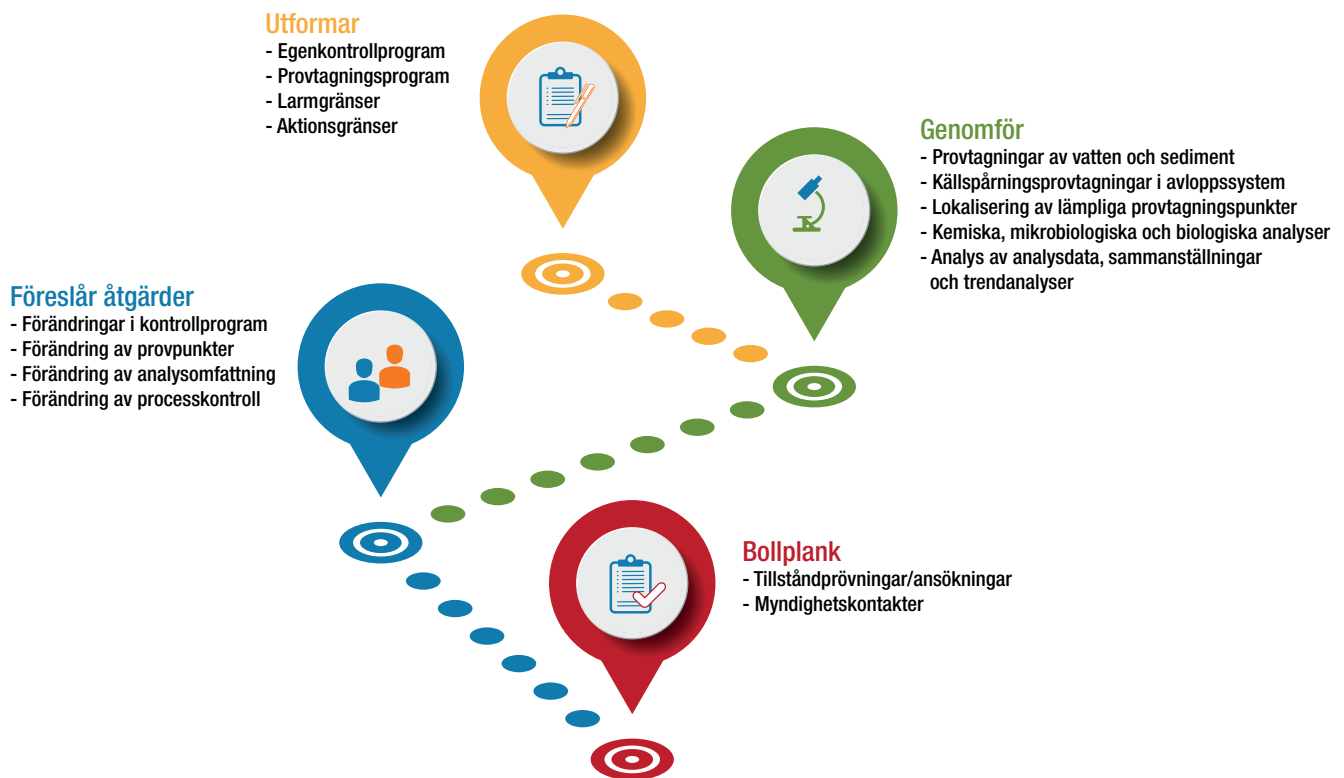 Utformar
- Egenkontrollprogram
- Provtagningsprogram
- Larmgränser
- Aktionsgränser
Genomför
- Provtagningar av vatten och sediment
- Källspårningsprovtagningar i avloppssystem
- Lokalisering av lämpliga provtagningspunkter
- Kemiska, mikrobiologiska och biologiska analyser
- Analys av analysdata, sammanställningar
och trendanalyser
Föreslår åtgärder
- Förändringar i kontrollprogram
- Förändring av provpunkter
- Förändring av analysomfattning
- Förändring av processkontroll
Bollplank
- Tillståndprövningar/ansökningar
- Myndighetskontakter